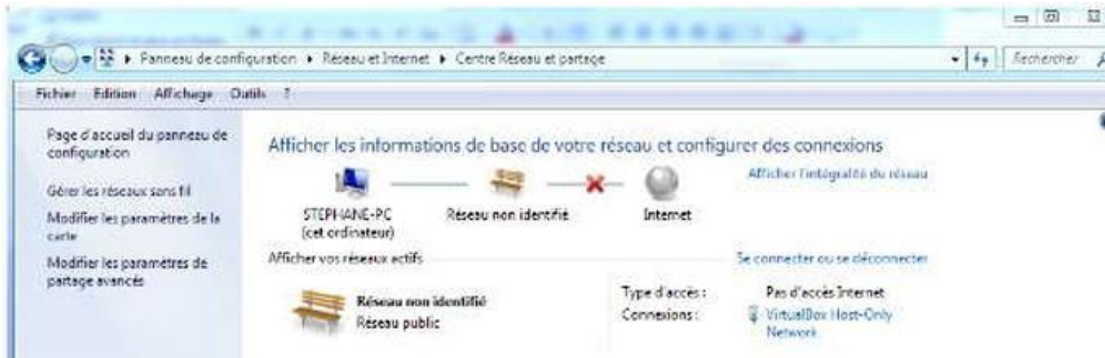 Panneau de configuration ▸ Réseau et Internet ▸ Centre Réseau et partage
Rechercher
Fichier Edition Affichage Outils ?
Page d'accueil du panneau de
configuration
Gérer les réseaux sans fil
Modifier les paramètres de la
carte
Modifier les paramètres de
partage avancés
Afficher les informations de base de votre réseau et configurer des connexions
Afficher l'intégralité du réseau
STEPHANE-PC
(cet ordinateur)
Réseau non identifié
Internet
Afficher vos réseaux actifs
Se connecter ou se déconnecter
Réseau non identifié
Réseau public
Type d'accès : Pas d'accès Internet
Connexions : VirtualBox Host-Only
Network